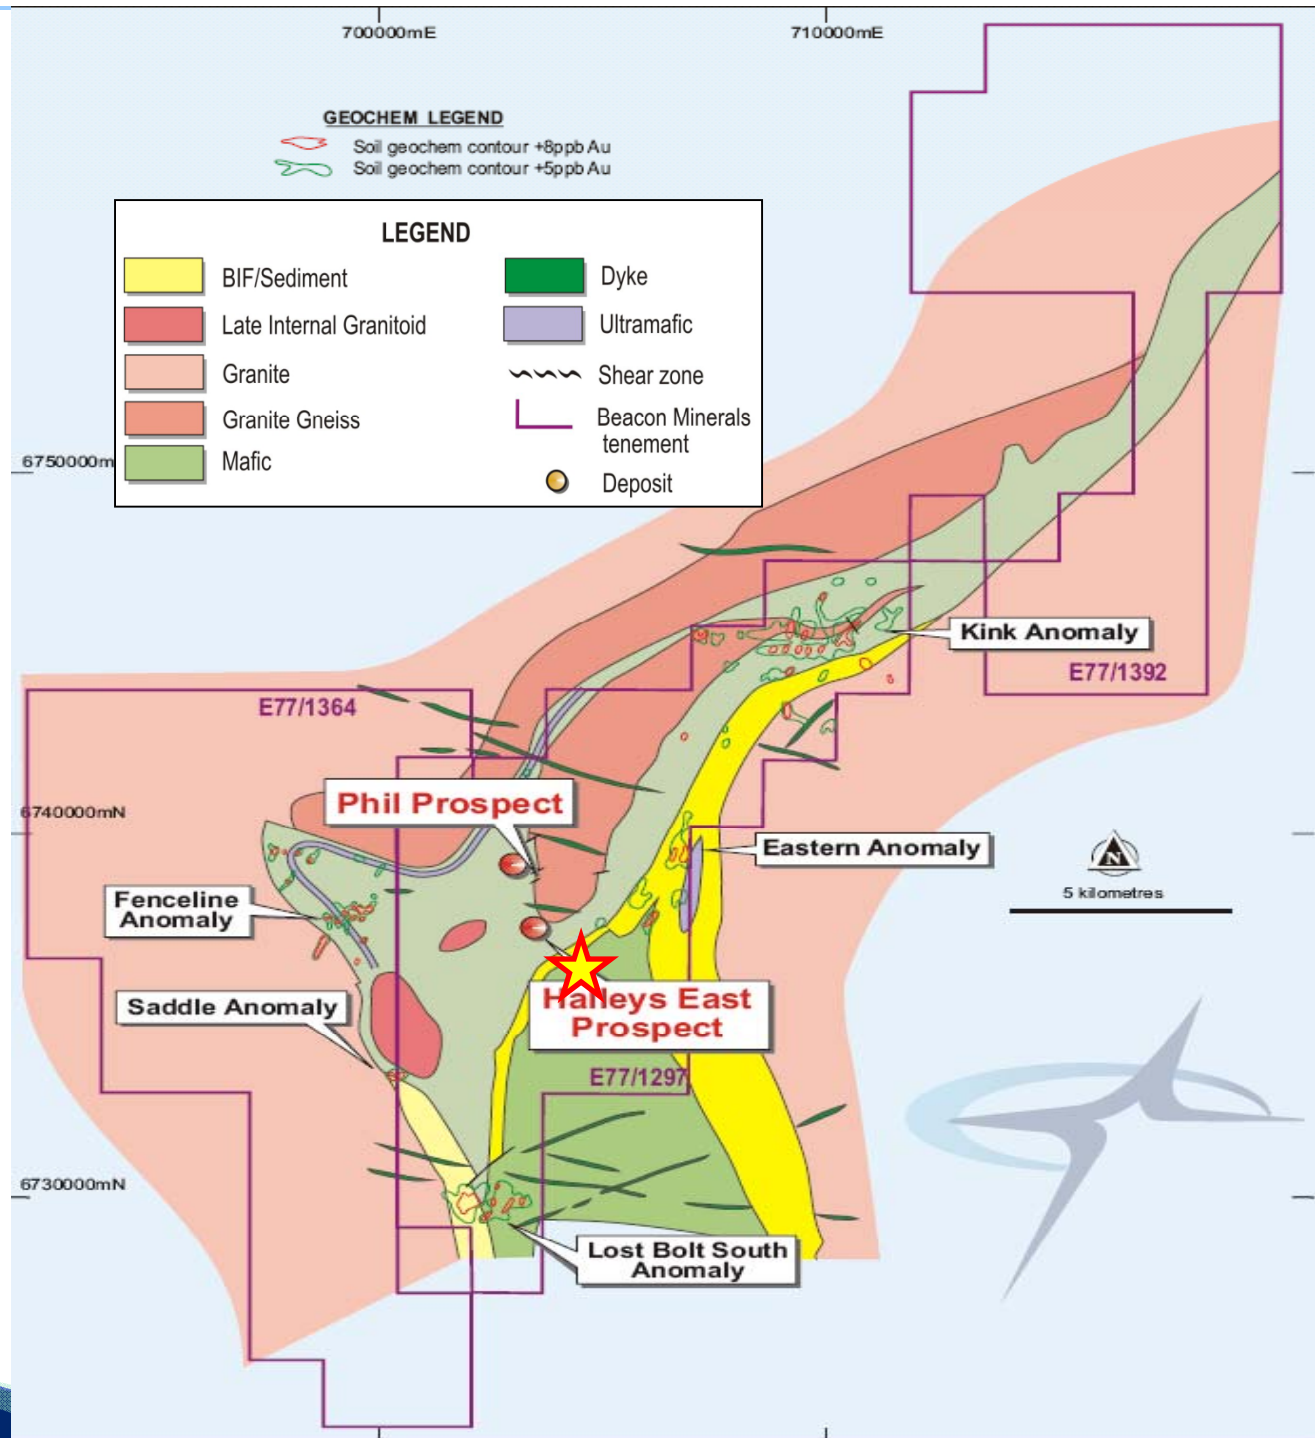 700000mE
710000mE
GEOCHEM LEGEND
Soil geochem contour +8ppb Au
Soil geochem contour +5ppb Au
LEGEND
BIF/Sediment
Late Internal Granitoid
Granite
Granite Gneiss
Mafic
Dyke
Ultramafic
Shear zone
Beacon Minerals
tenement
Deposit
6750000m
Kink Anomaly
E77/1392
E77/1364
Phil Prospect
6740000mN
Eastern Anomaly
N
5 kilometres
Fenceline
Anomaly
Saddle Anomaly
Halleys East
Prospect
E77/1297
6730000mN
Lost Bolt South
Anomaly